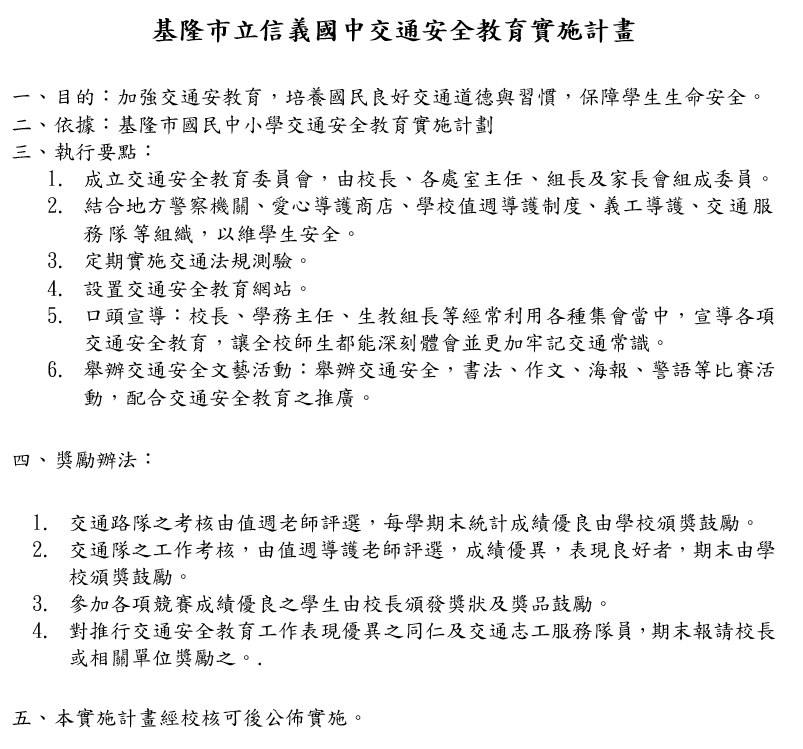 基隆市立信義國中交通安全教育實施計畫
一、目的：加強交通安教育，培養國民良好交通道德與習慣，保障學生生命安全。
二、依據：基隆市國民中小學交通安全教育實施計劃
三、執行要點：
1. 成立交通安全教育委員會，由校長、各處室主任、組長及家長會組成委員。
2. 結合地方警察機關、愛心導護商店、學校值週導護制度、義工導護、交通服
務隊等組織，以維學生安全。
3. 定期實施交通法規測驗。
4. 設置交通安全教育網站。
5. 口頭宣導：校長、學務主任、生教組長等經常利用各種集會當中，宣導各項
交通安全教育，讓全校師生都能深刻體會並更加牢記交通常識。
6. 舉辦交通安全文藝活動：舉辦交通安全，書法、作文、海報、警語等比賽活
動，配合交通安全教育之推廣。
四、獎勵辦法：
1. 交通路隊之考核由值週老師評選，每學期末統計成績優良由學校頒獎鼓勵。
2. 交通隊之工作考核，由值週導護老師評選，成績優異，表現良好者，期末由學
校頒獎鼓勵。
3. 參加各項競賽成績優良之學生由校長頒發獎狀及獎品鼓勵。
4. 對推行交通安全教育工作表現優異之同仁及交通志工服務隊員，期末報請校長
或相關單位獎勵之。.
五、本實施計畫經校核可後公佈實施。